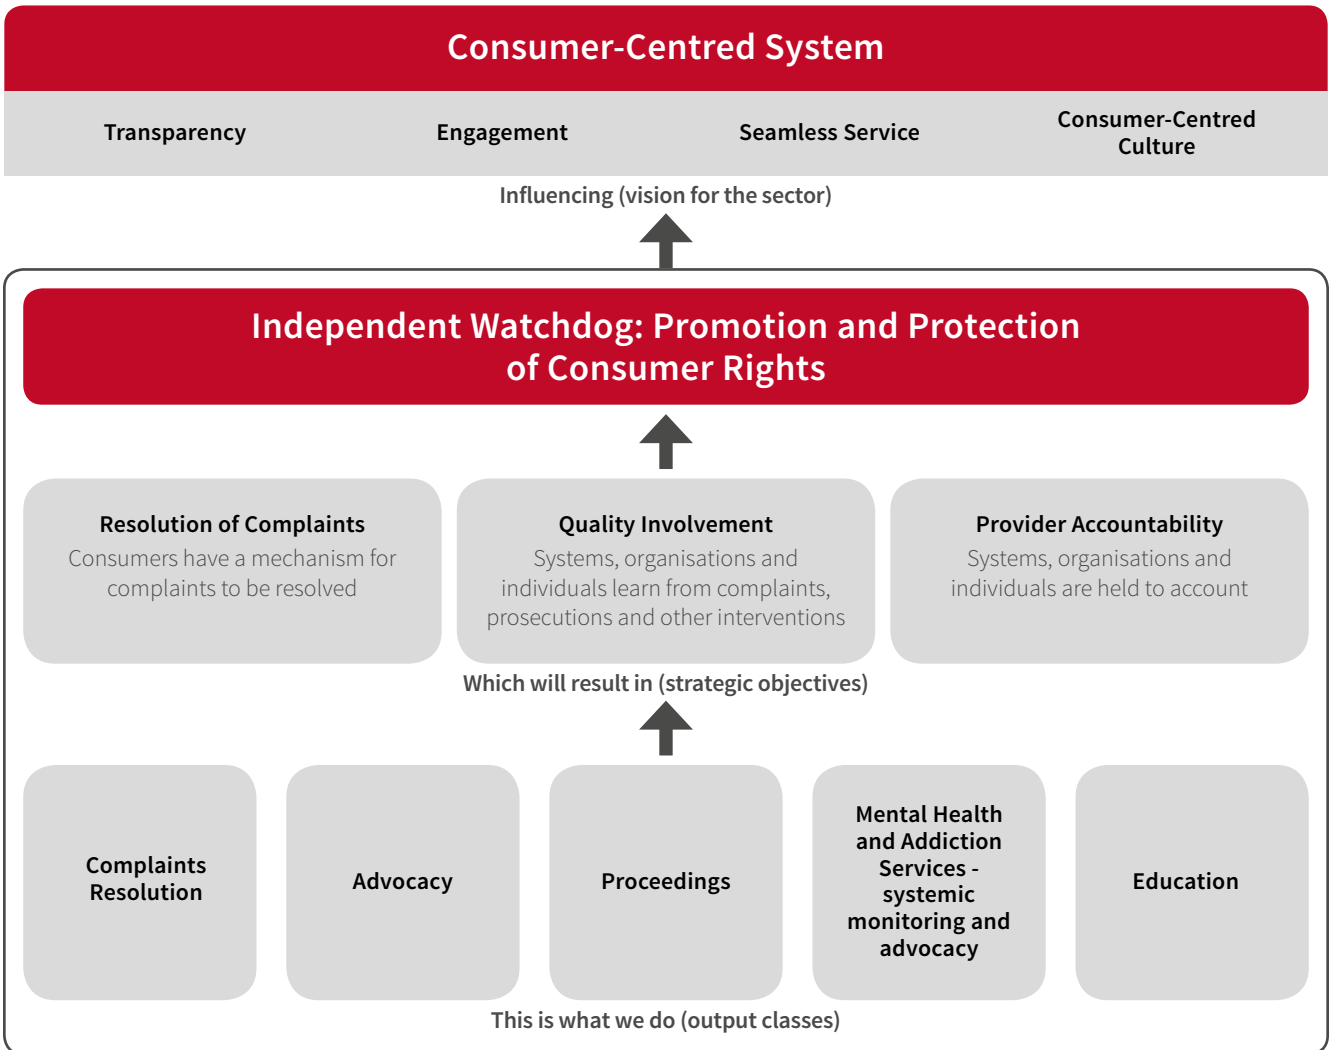 Consumer-Centred System
Transparency
Engagement
Seamless Service
Consumer-Centred
Culture
Influencing (vision for the sector)
Independent Watchdog: Promotion and Protection
of Consumer Rights
Resolution of Complaints
Consumers have a mechanism for
complaints to be resolved
Quality Involvement
Systems, organisations and
individuals learn from complaints,
prosecutions and other interventions
Provider Accountability
Systems, organisations and
individuals are held to account
Which will result in (strategic objectives)
Complaints
Resolution
Advocacy
Proceedings
Mental Health
and Addiction
Services -
systemic
monitoring and
advocacy
Education
This is what we do (output classes)